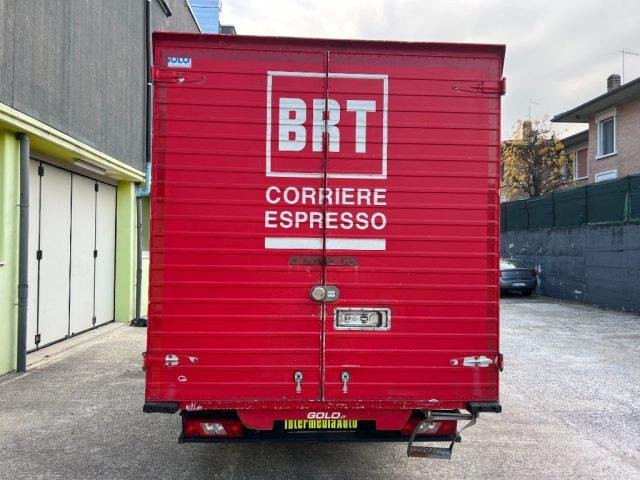 GOLO
BRT
CORRIERE
ESPRESSO
GOLO
IntermediaAuto